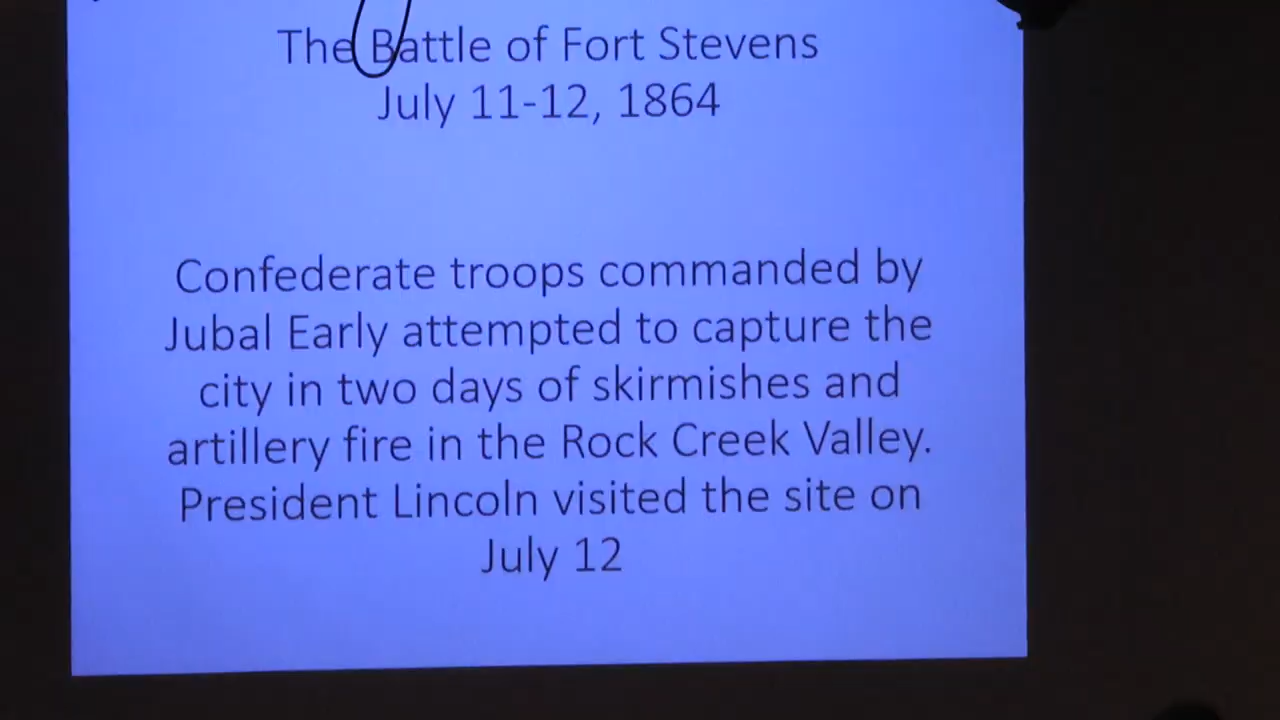 The Battle of Fort Stevens
July 11-12, 1864
Confederate troops commanded by
Jubal Early attempted to capture the
city in two days of skirmishes and
artillery fire in the Rock Creek Valley.
President Lincoln visited the site on
July 12